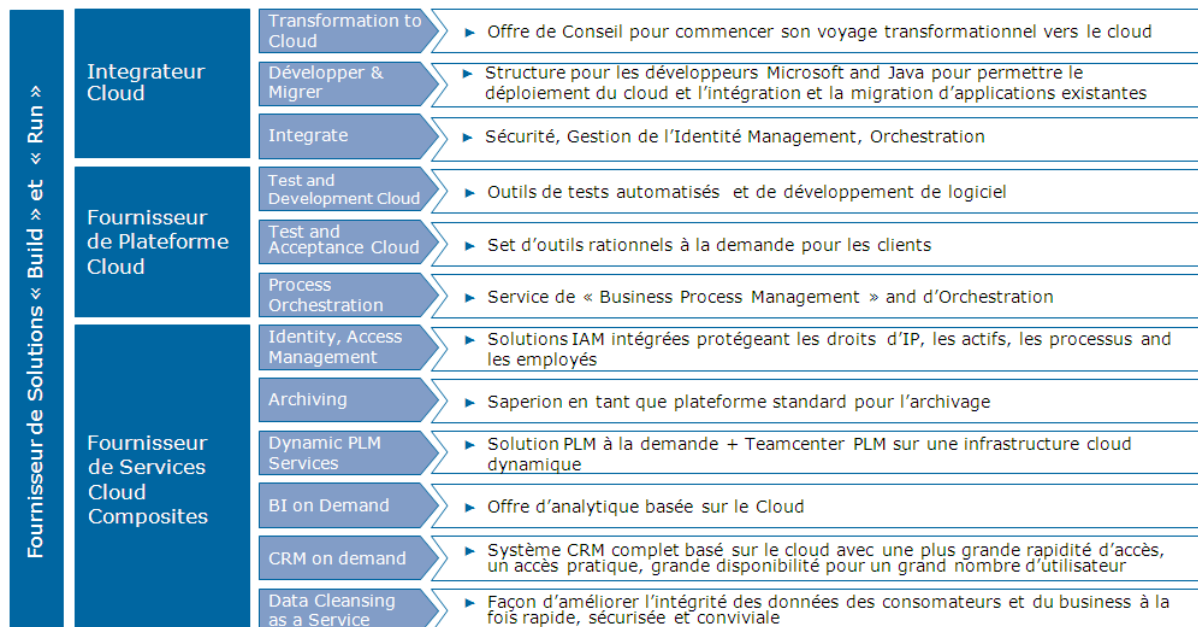 Fournisseur de Solutions « Build » et « Run »
Integrateur
Cloud
Transformation to
Cloud
► Offre de Conseil pour commencer son voyage transformationnel vers le cloud
Développer &
Migrer
► Structure pour les développeurs Microsoft and Java pour permettre le
déploiement du cloud et l’intégration et la migration d’applications existantes
Integrate
► Sécurité, Gestion de l’Identité Management, Orchestration
Fournisseur
de Plateforme
Cloud
Test and
Development Cloud
► Outils de tests automatisés et de développement de logiciel
Test and
Acceptance Cloud
► Set d’outils rationnels à la demande pour les clients
Process
Orchestration
► Service de « Business Process Management » and d’Orchestration
Fournisseur
de Services
Cloud
Composites
Identity, Access
Management
► Solutions IAM intégrées protégeant les droits d’IP, les actifs, les processus and
les employés
Archiving
► Saperion en tant que plateforme standard pour l’archivage
Dynamic PLM
Services
► Solution PLM à la demande + Teamcenter PLM sur une infrastructure cloud
dynamique
BI on Demand
► Offre d’analytique basée sur le Cloud
CRM on demand
► Système CRM complet basé sur le cloud avec une plus grande rapidité d’accès,
un accès pratique, grande disponibilité pour un grand nombre d’utilisateur
Data Cleansing
as a Service
► Façon d’améliorer l’intégrité des données des consomateurs et du business à la
fois rapide, sécurisée et conviviale